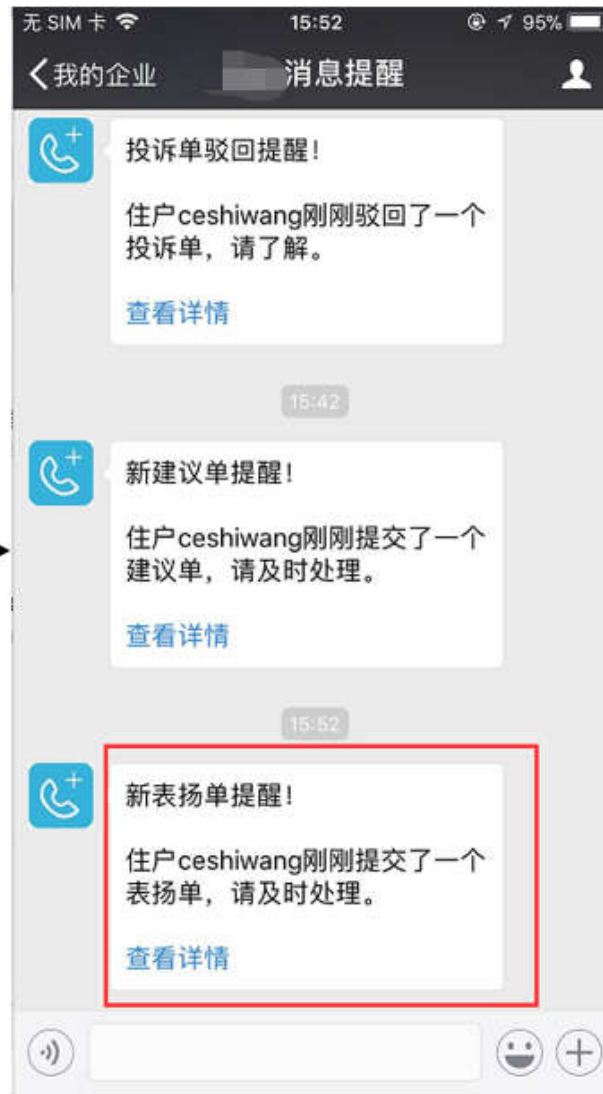 无 SIM 卡 15:52 95%
我的企业 消息提醒
投诉单驳回提醒！
住户ceshiwang刚刚驳回了一个
投诉单，请了解。
查看详情
15:42
新建议单提醒！
住户ceshiwang刚刚提交了一个
建议单，请及时处理。
查看详情
15:52
新表扬单提醒！
住户ceshiwang刚刚提交了一个
表扬单，请及时处理。
查看详情